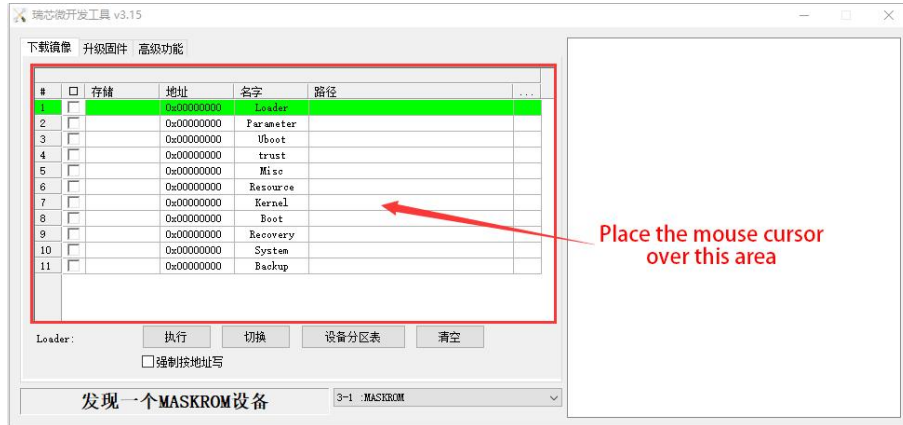 瑞芯微开发工具 v3.15
下载镜像 升级固件 高级功能
# 存储 地址 名字 路径 ...
1 0x00000000 Loader
2 0x00000000 Parameter
3 0x00000000 Uboot
4 0x00000000 trust
5 0x00000000 Misc
6 0x00000000 Resource
7 0x00000000 Kernel
8 0x00000000 Boot
9 0x00000000 Recovery
10 0x00000000 System
11 0x00000000 Backup
Place the mouse cursor
over this area
Loader: 执行 切换 设备分区表 清空
强制按地址写
发现一个MASKROM设备 3-1 :MASKROM